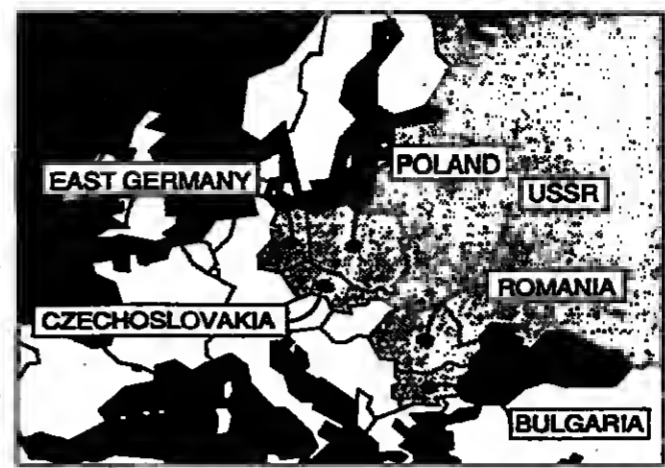 POLAND
EAST GERMANY
USSR
ROMANIA
CZECHOSLOVAKIA
BULGARIA